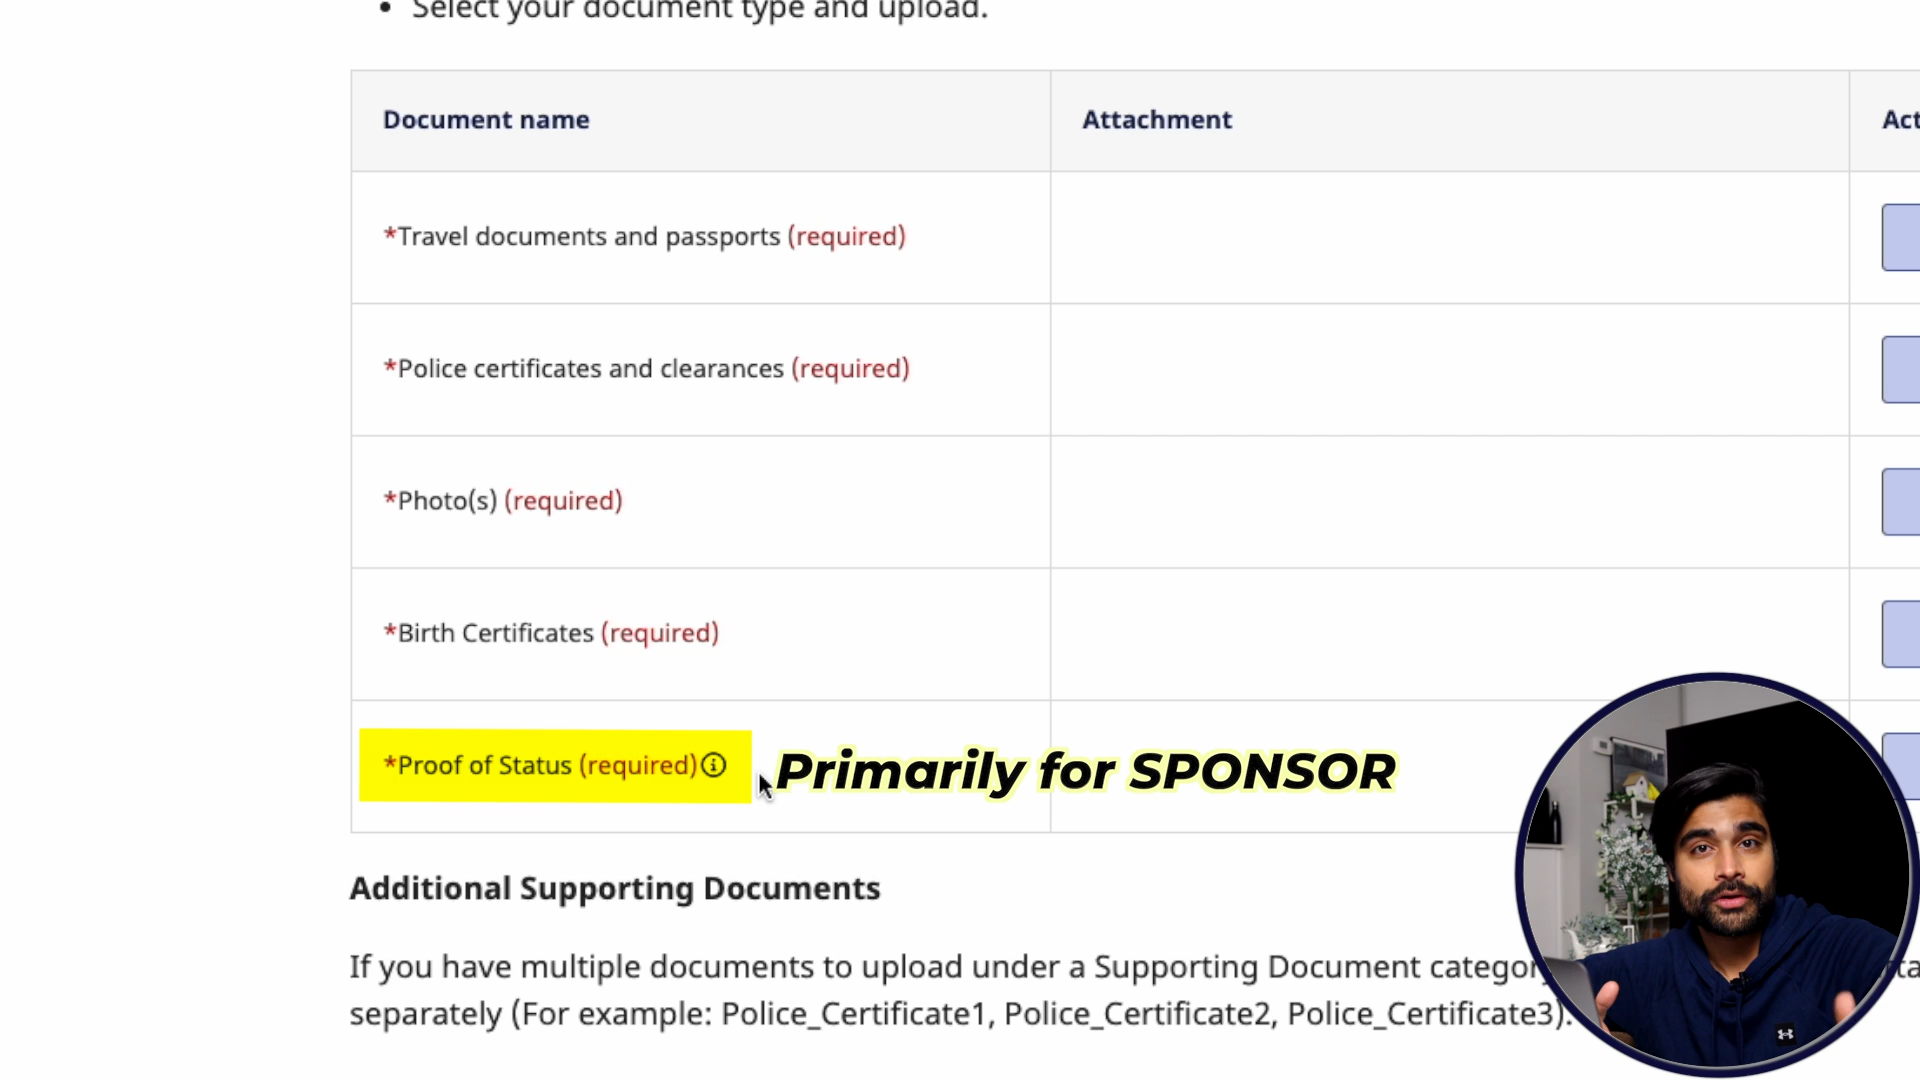 • Select your document type and upload.
Document name
Attachment
Act
*Travel documents and passports (required)
*Police certificates and clearances (required)
*Photo(s) (required)
*Birth Certificates (required)
*Proof of Status (required)
Primarily for SPONSOR
Additional Supporting Documents
If you have multiple documents to upload under a Supporting Document categor
separately (For example: Police_Certificate1, Police_Certificate2, Police_Certificate3).